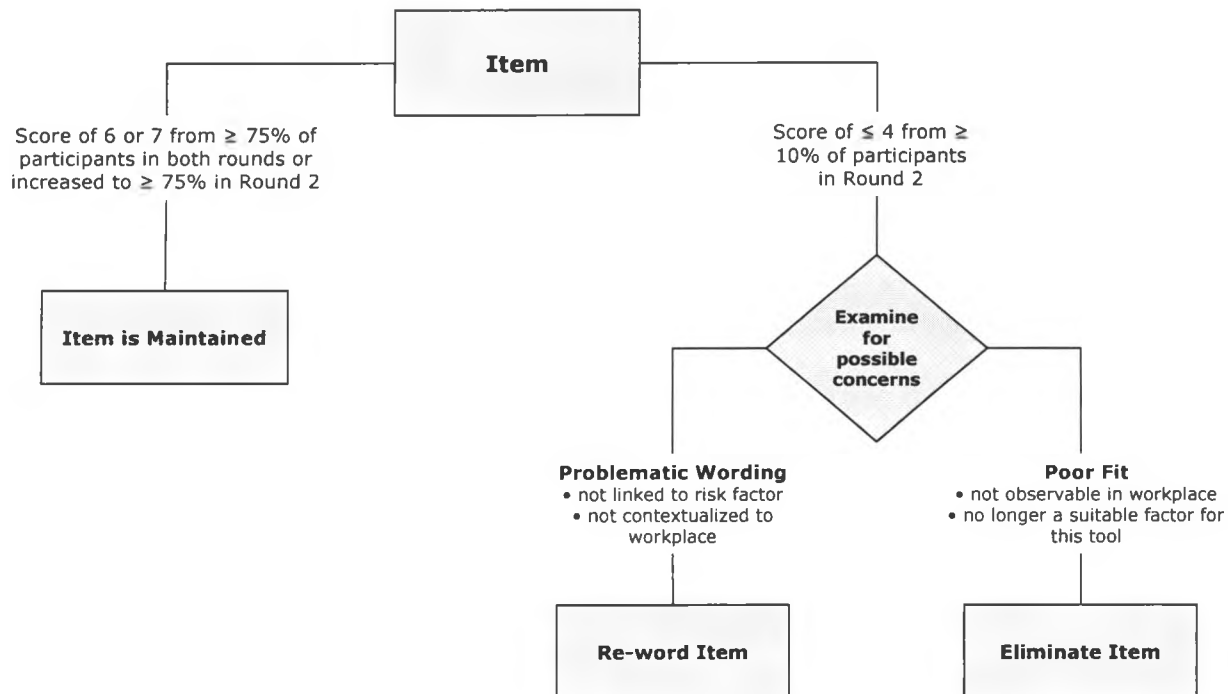 Item
Score of 6 or 7 from ≥ 75% of
participants in both rounds or
increased to ≥ 75% in Round 2
Score of ≤ 4 from ≥
10% of participants
in Round 2
Item is Maintained
Examine
for
possible
concerns
Problematic Wording
• not linked to risk factor
• not contextualized to
workplace
Poor Fit
• not observable in workplace
• no longer a suitable factor for
this tool
Re-word Item
Eliminate Item